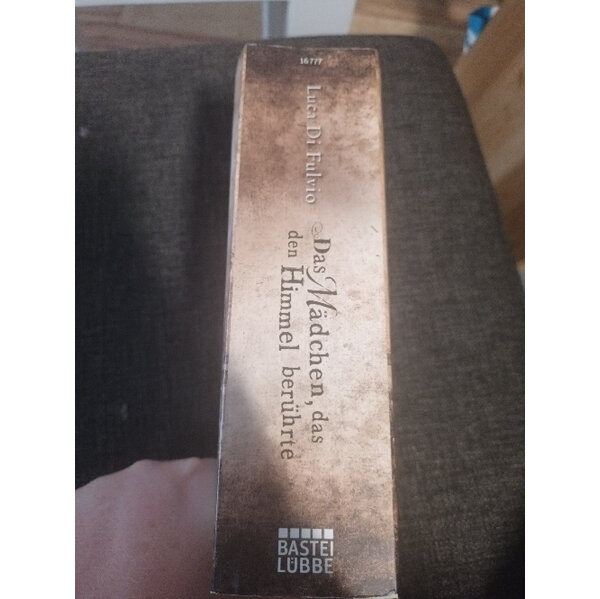 16777
Luca Di Fulvio
Das Mädchen, das
den Himmel berührte
BASTEI
LÜBBE